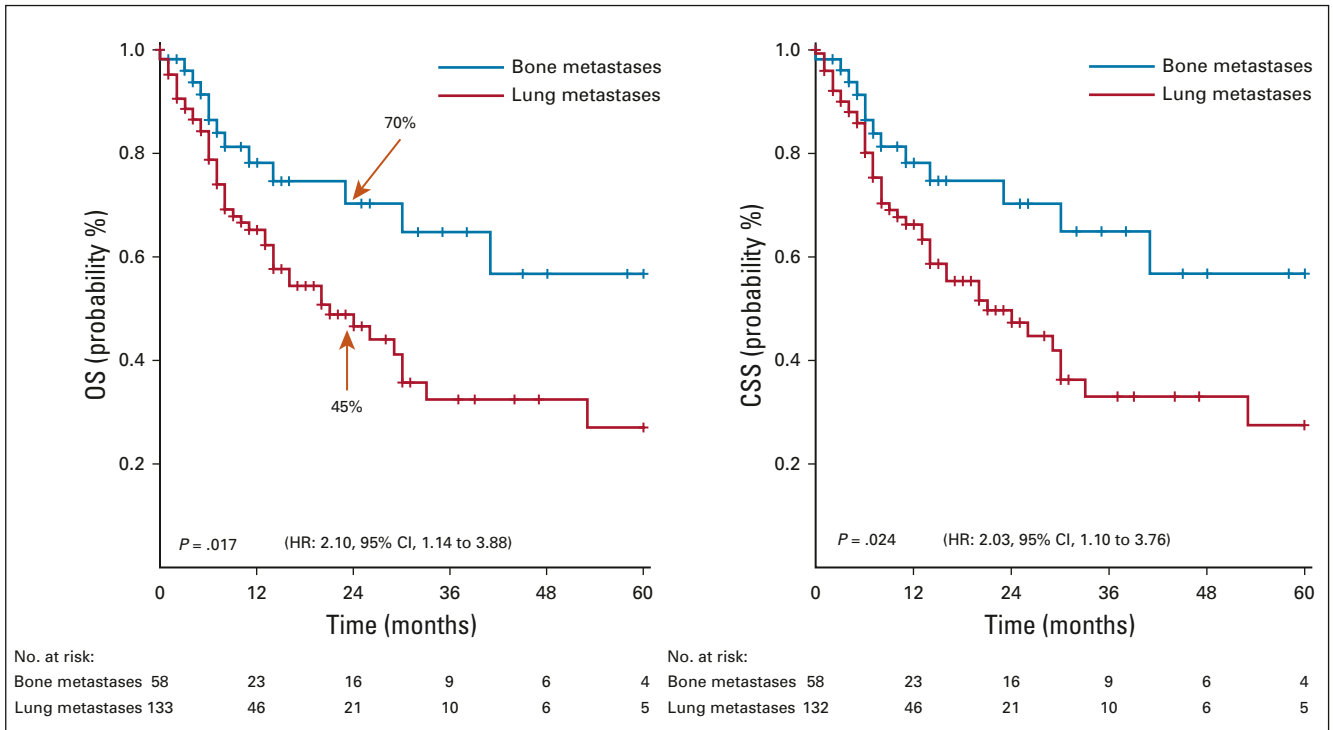 OS (probability %)
1.0
0.8
0.6
0.4
0.2
Bone metastases
Lung metastases
70%
45%
P = .017 (HR: 2.10, 95% CI, 1.14 to 3.88)
0 12 24 36 48 60
Time (months)
No. at risk:
Bone metastases 58 23 16 9 6 4
Lung metastases 133 46 21 10 6 5
CSS (probability %)
1.0
0.8
0.6
0.4
0.2
Bone metastases
Lung metastases
P = .024 (HR: 2.03, 95% CI, 1.10 to 3.76)
0 12 24 36 48 60
Time (months)
No. at risk:
Bone metastases 58 23 16 9 6 4
Lung metastases 132 46 21 10 6 5